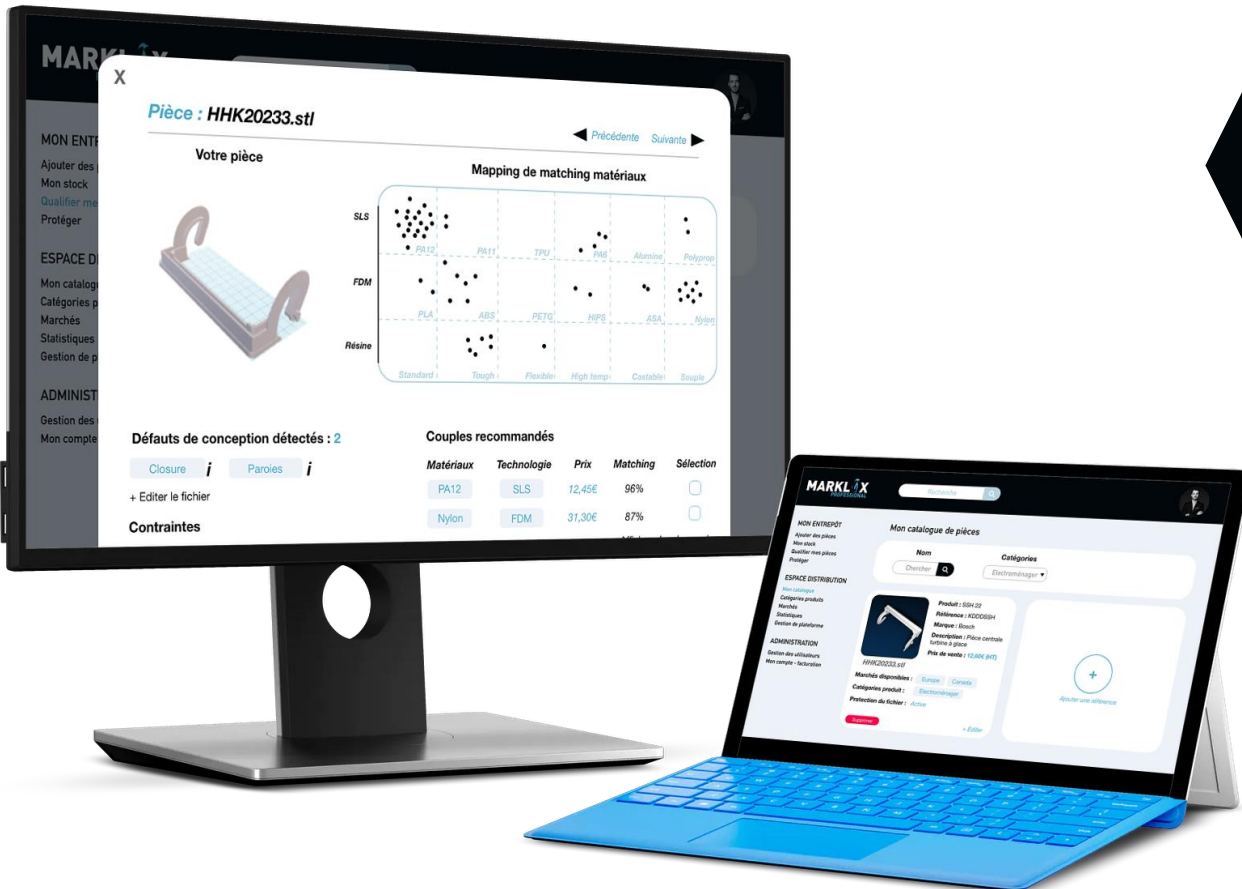 MARKLIX
X
Pièce : HHK20233.stl
Précédente Suivante
Votre pièce
Mapping de matching matériaux
SLS
PA12 PA11 TPU PA6 Alumine Polyprop
FDM
PLA ABS PETG HIPS ASA Nylon
Résine
Standard Tough Flexible High temp Castable Souple
MON ENTR
Ajouter des
Mon stock
Qualifier me
Protéger
ESPACE DI
Mon catalogu
Catégories p
Marchés
Statistiques
Gestion de pl
ADMINIST
Gestion des
Mon compte
Défauts de conception détectés : 2
Closure i Paroies i
+ Editer le fichier
Contraintes
Couples recommandés
Matériaux Technologie Prix Matching Sélection
PA12 SLS 12,45€ 96%
Nylon FDM 31,30€ 87%
MARKLIX
PROFESSIONAL
Recherche
MON ENTREPÔT
Ajouter des pièces
Mon stock
Qualifier mes pièces
Protéger
ESPACE DISTRIBUTION
Mon catalogue
Catégories produits
Marchés
Statistiques
Gestion de plateforme
ADMINISTRATION
Gestion des utilisateurs
Mon compte - facturation
Mon catalogue de pièces
Nom Catégories
Chercher Electroménager
HHK20233.stl
Produit : SSH 22
Référence : KDDDSSH
Marque : Bosch
Description : Pièce centrale
turbine à glace
Prix de vente : 12,60€ (HT)
Marchés disponibles : Europe Canada
Catégories produit : Electroménager
Protection du fichier : Active
Supprimer
+ Editer
+
Ajouter une référence